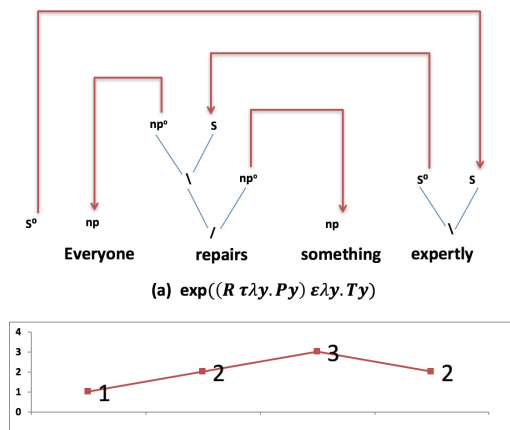 npº S
\ npº Sº S
Sº np / np \
Everyone repairs something expertly
(a) exp((R τλy.Py) ελy.Ty)
4
3 3
2 2 2
1 1
0